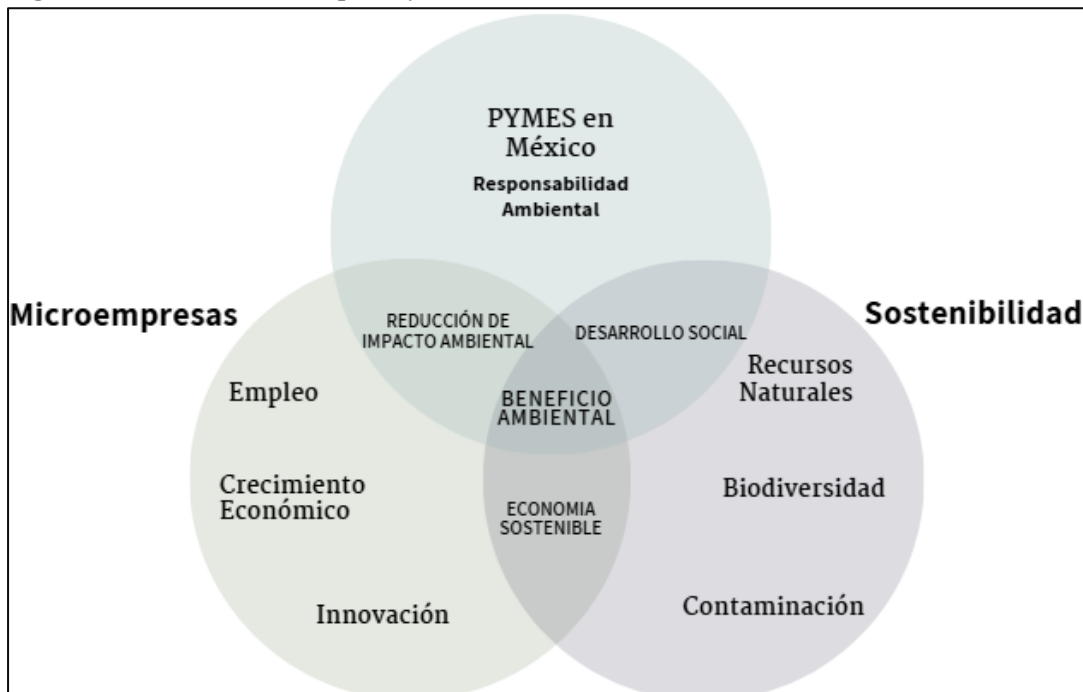 PYMES en
México
Responsabilidad
Ambiental
Microempresas
Sostenibilidad
REDUCCIÓN DE
IMPACTO AMBIENTAL
DESARROLLO SOCIAL
Recursos
Naturales
Empleo
BENEFICIO
AMBIENTAL
Crecimiento
Económico
Biodiversidad
ECONOMIA
SOSTENIBLE
Innovación
Contaminación